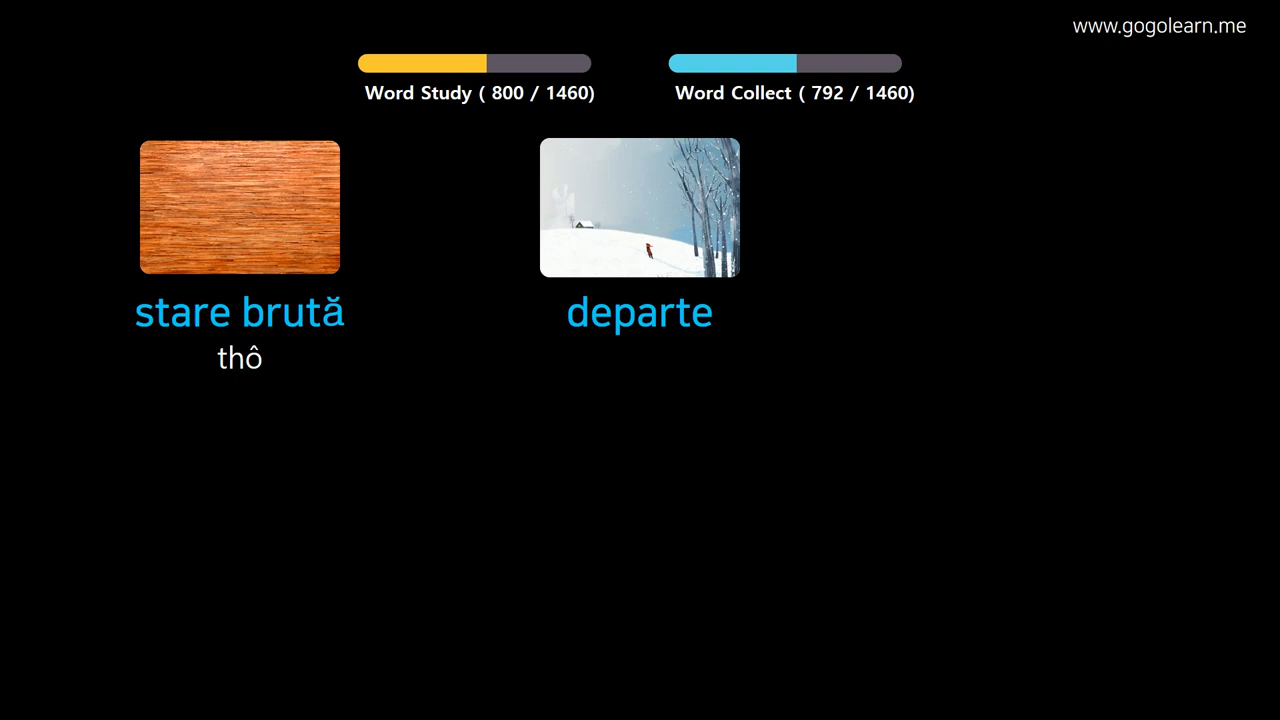 www.gogolearn.me
Word Study ( 800 / 1460)
Word Collect ( 792 / 1460)
stare brută
departe
thô